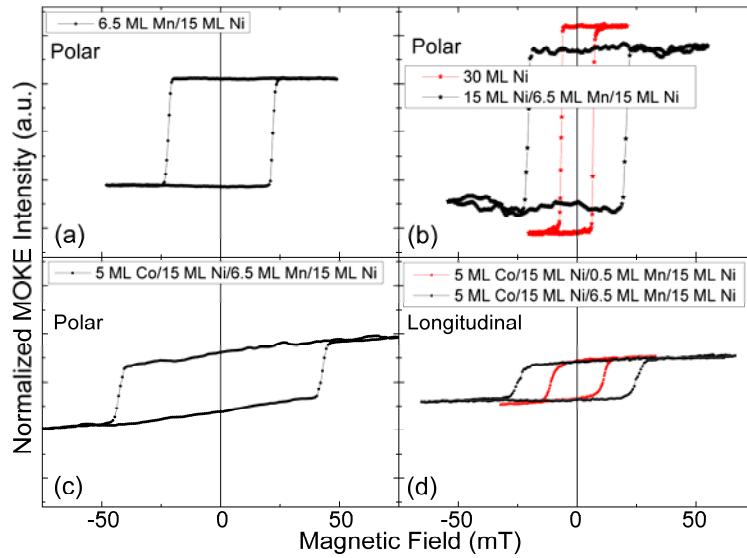 6.5 ML Mn/15 ML Ni
Polar
(a)
Polar
30 ML Ni
15 ML Ni/6.5 ML Mn/15 ML Ni
(b)
5 ML Co/15 ML Ni/6.5 ML Mn/15 ML Ni
Polar
(c)
5 ML Co/15 ML Ni/0.5 ML Mn/15 ML Ni
5 ML Co/15 ML Ni/6.5 ML Mn/15 ML Ni
Longitudinal
(d)
Normalized MOKE Intensity (a.u.)
-50 0 50 -50 0 50
Magnetic Field (mT)